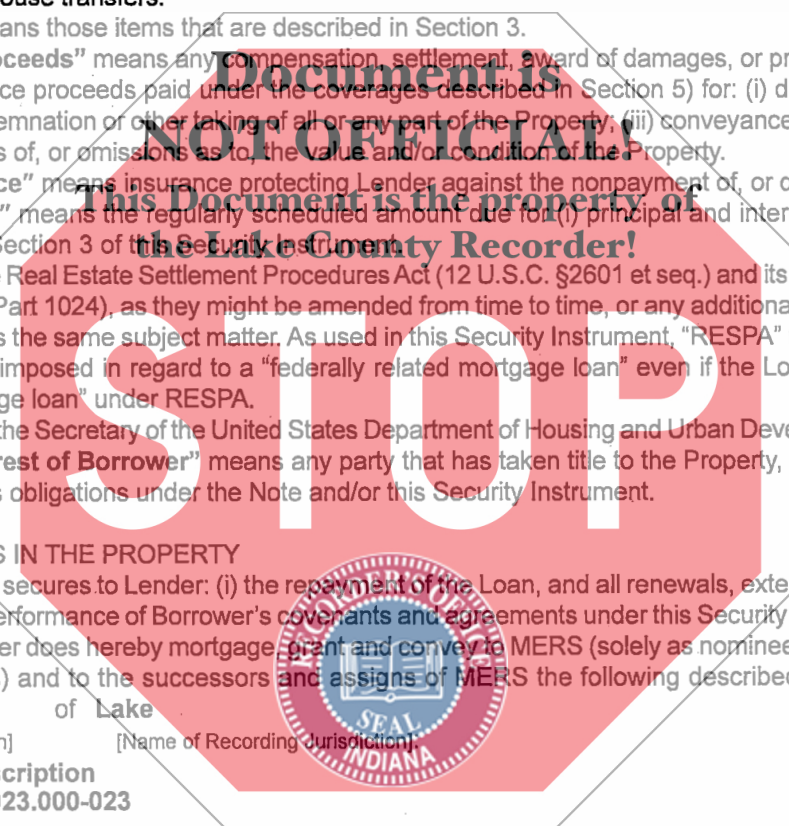 ouse transfers.
ans those items that are described in Section 3.
oceeds” means any compensation, settlement, award of damages, or pr
ce proceeds paid under the coverages described in Section 5) for: (i) d
emnation or other taking of all or any part of the Property; (iii) conveyance
s of, or omissions as to, the value and/or condition of the Property.
ce” means insurance protecting Lender against the nonpayment of, or d
” means the regularly scheduled amount due for (i) principal and inter
Section 3 of this Security Instrument.
e Real Estate Settlement Procedures Act (12 U.S.C. §2601 et seq.) and its
Part 1024), as they might be amended from time to time, or any additiona
s the same subject matter. As used in this Security Instrument, “RESPA”
imposed in regard to a “federally related mortgage loan” even if the Lo
ge loan” under RESPA.
the Secretary of the United States Department of Housing and Urban Deve
rest of Borrower” means any party that has taken title to the Property,
s obligations under the Note and/or this Security Instrument.
S IN THE PROPERTY
secures to Lender: (i) the repayment of the Loan, and all renewals, exte
erformance of Borrower's covenants and agreements under this Security
er does hereby mortgage, grant and convey to MERS (solely as nominee
) and to the successors and assigns of MERS the following described
of Lake
n] [Name of Recording Jurisdiction]:
cription
023.000-023
Document is
NOT OFFICIAL!
This Document is the property of
the Lake County Recorder!
STOP
RECORDER'S OFFICE
SEAL
INDIANA